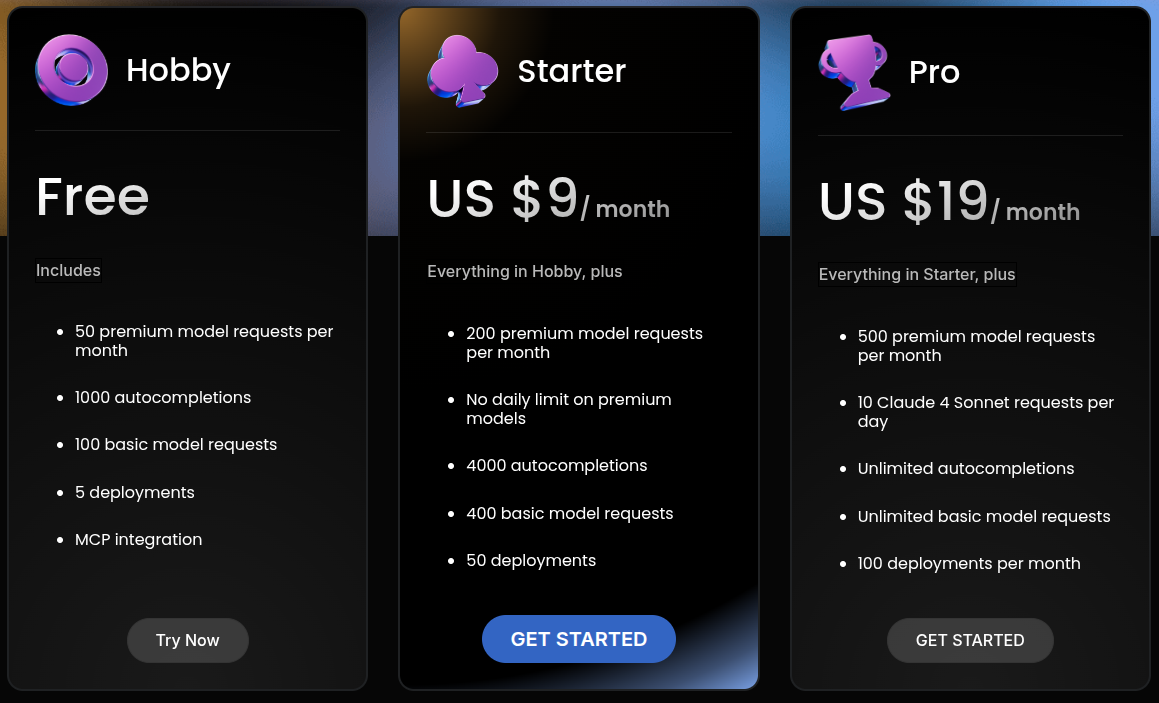 Hobby
Free
Includes
50 premium model requests per
month
1000 autocompletions
100 basic model requests
5 deployments
MCP integration
Try Now
Starter
US $9/ month
Everything in Hobby, plus
200 premium model requests
per month
No daily limit on premium
models
4000 autocompletions
400 basic model requests
50 deployments
GET STARTED
Pro
US $19/ month
Everything in Starter, plus
500 premium model requests
per month
10 Claude 4 Sonnet requests per
day
Unlimited autocompletions
Unlimited basic model requests
100 deployments per month
GET STARTED